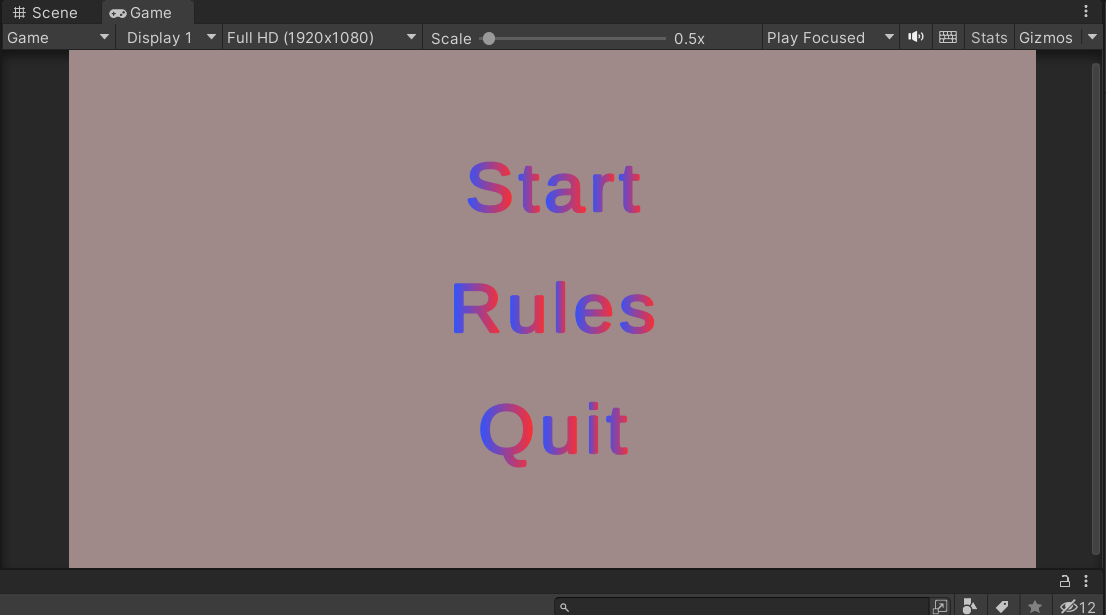 Scene Game
Game Display 1 Full HD (1920x1080) Scale 0.5x Play Focused Stats Gizmos
Start
Rules
Quit
12